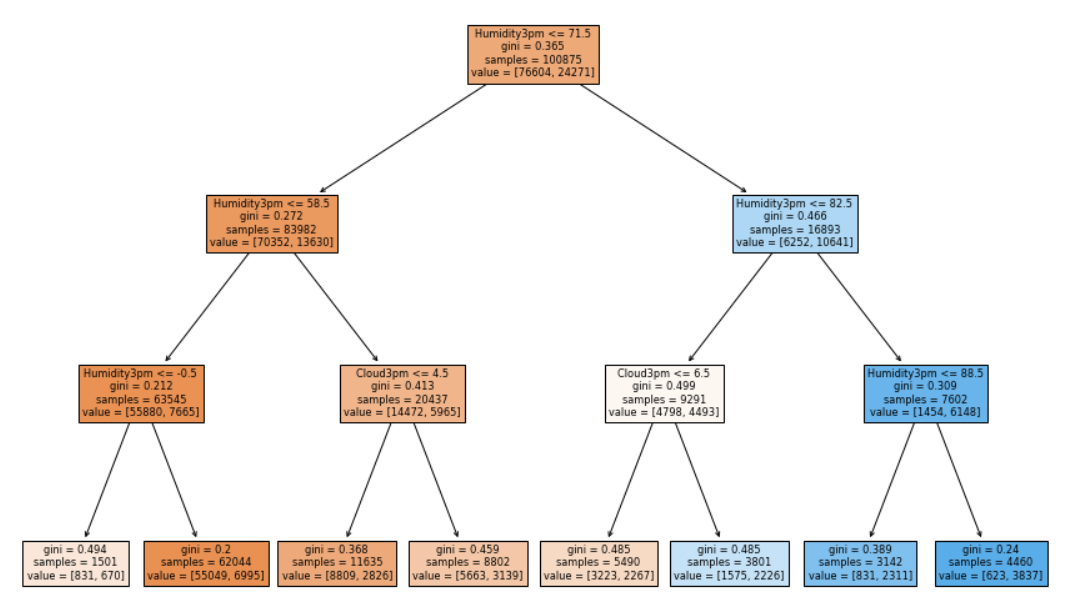 Humidity3pm <= 71.5
gini = 0.365
samples = 100875
value = [76604, 24271]
Humidity3pm <= 58.5
gini = 0.272
samples = 83982
value = [70352, 13630]
Humidity3pm <= 82.5
gini = 0.466
samples = 16893
value = [6252, 10641]
Humidity3pm <= -0.5
gini = 0.212
samples = 63545
value = [55880, 7665]
Cloud3pm <= 4.5
gini = 0.413
samples = 20437
value = [14472, 5965]
Cloud3pm <= 6.5
gini = 0.499
samples = 9291
value = [4798, 4493]
Humidity3pm <= 88.5
gini = 0.309
samples = 7602
value = [1454, 6148]
gini = 0.494
samples = 1501
value = [831, 670]
gini = 0.2
samples = 62044
value = [55049, 6995]
gini = 0.368
samples = 11635
value = [8809, 2826]
gini = 0.459
samples = 8802
value = [5663, 3139]
gini = 0.485
samples = 5490
value = [3223, 2267]
gini = 0.485
samples = 3801
value = [1575, 2226]
gini = 0.389
samples = 3142
value = [831, 2311]
gini = 0.24
samples = 4460
value = [623, 3837]